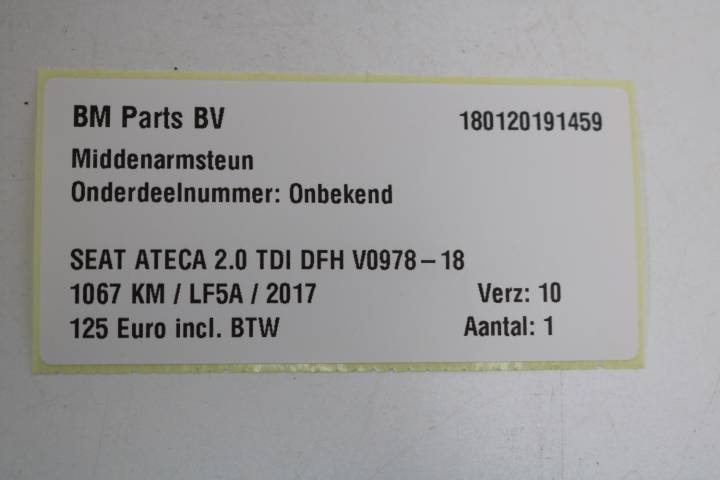 BM Parts BV 180120191459
Middenarmsteun
Onderdeelnummer: Onbekend
SEAT ATECA 2.0 TDI DFH V0978-18
1067 KM / LF5A / 2017 Verz: 10
125 Euro incl. BTW Aantal: 1